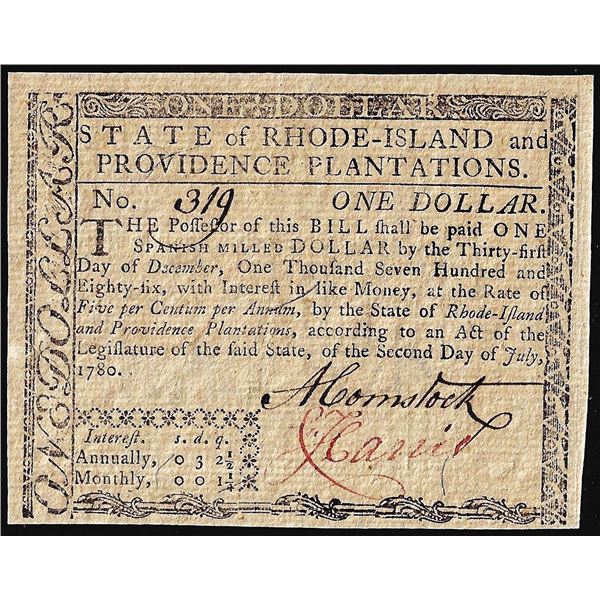 ONE DOLLAR
ONE DOLLAR
STATE of RHODE-ISLAND and
PROVIDENCE PLANTATIONS.
No. 319 ONE DOLLAR.
THE Poſſeſſor of this BILL ſhall be paid ONE
SPANISH MILLED DOLLAR by the Thirty-firſt
Day of December, One Thouſand Seven Hundred and
Eighty-ſix, with Intereſt in like Money, at the Rate of
Five per Centum per Annum, by the State of Rhode-Iſland
and Providence Plantations, according to an Act of the
Legiſlature of the ſaid State, of the Second Day of July,
1780.
A Comstock
Harris
Intereſt. s. d. q.
Annually, 0 3 2½
Monthly, 0 0 1¼